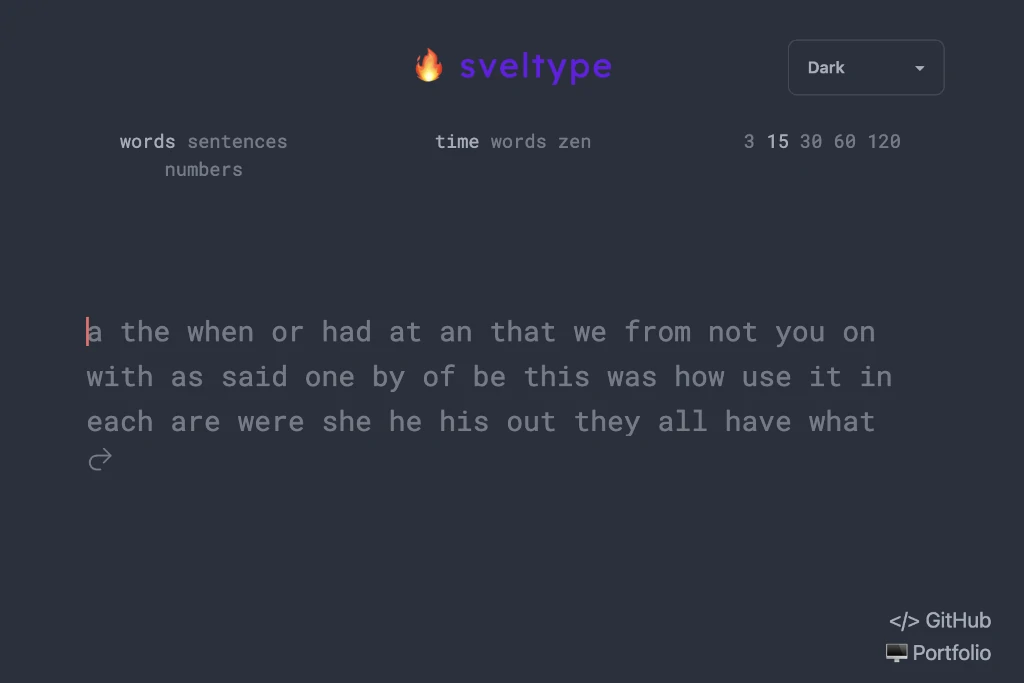 sveltype
Dark
words sentences
numbers
time words zen
3 15 30 60 120
a the when or had at an that we from not you on
with as said one by of be this was how use it in
each are were she he his out they all have what
</> GitHub
Portfolio